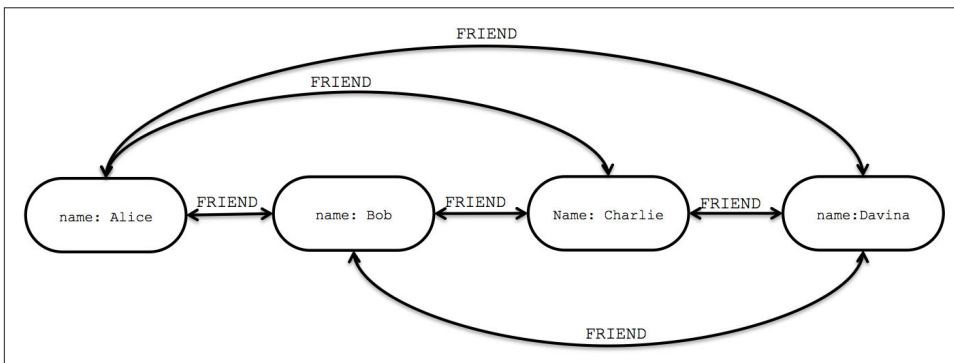 FRIEND
FRIEND
name: Alice
FRIEND
name: Bob
FRIEND
Name: Charlie
FRIEND
name:Davina
FRIEND